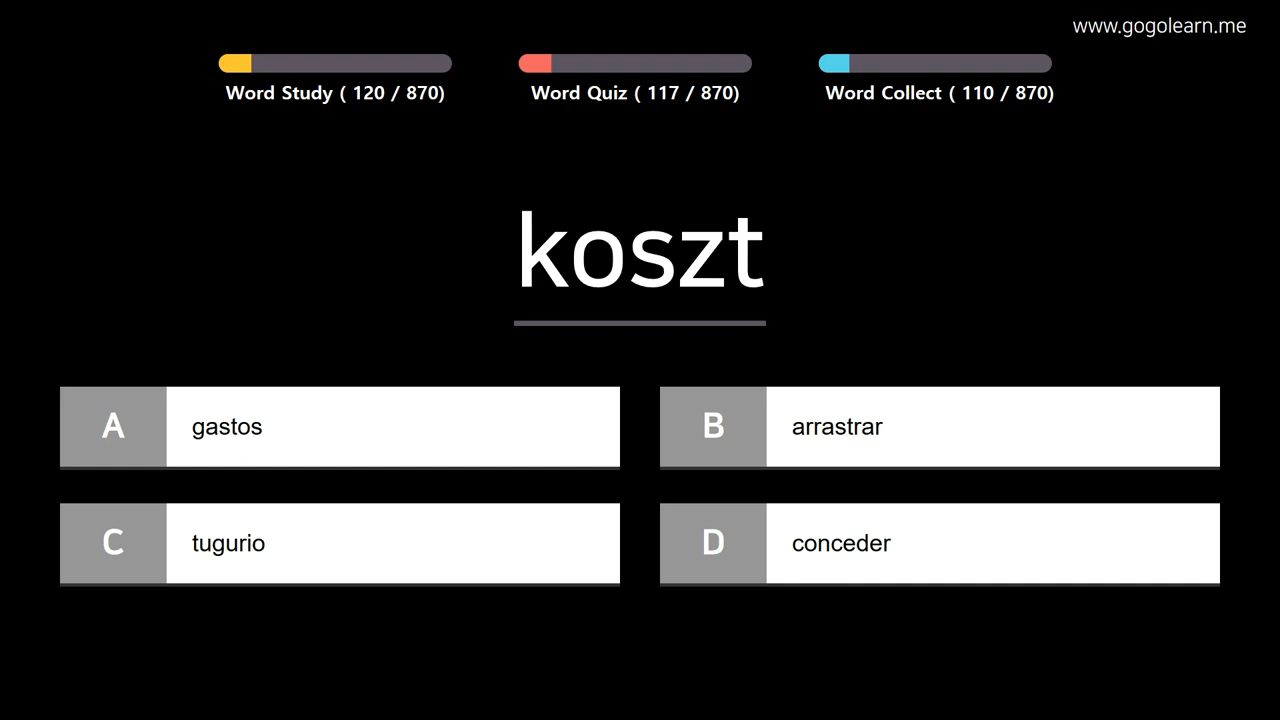 www.gogolearn.me
Word Study ( 120 / 870)
Word Quiz ( 117 / 870)
Word Collect ( 110 / 870)
koszt
A gastos
B arrastrar
C tugurio
D conceder